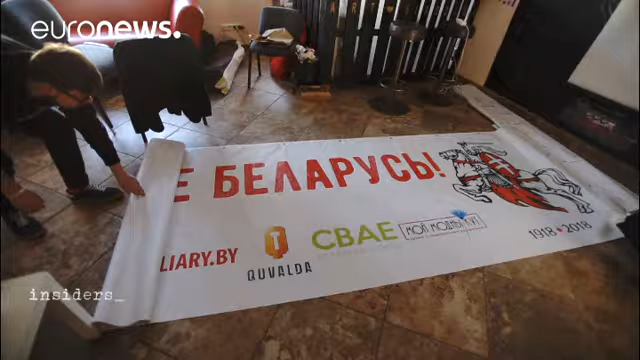 euronews.
Е БЕЛАРУСЬ!
LIARY.BY
QUVALDA
СВАЕ
МОЙ МОДНЫ КУТ
1918 2018
insiders_